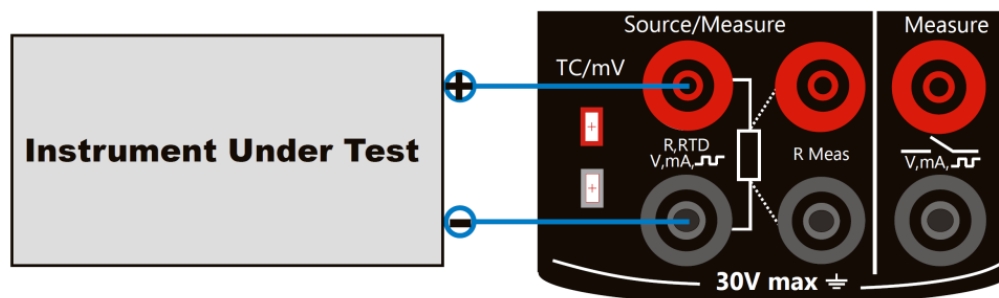 Instrument Under Test
+
-
Source/Measure
Measure
TC/mV
+
+
R,RTD
V,mA,
R Meas
V,mA,
30V max